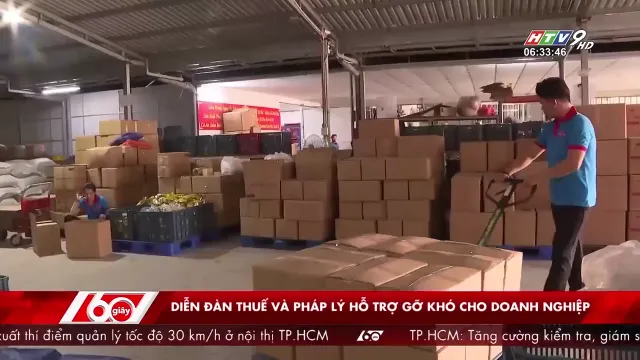 HTV9 HD
06:33:46
60 giây
DIỄN ĐÀN THUẾ VÀ PHÁP LÝ HỖ TRỢ GỠ KHÓ CHO DOANH NGHIỆP
xuất thí điểm quản lý tốc độ 30 km/h ở nội thị TP.HCM 60 TP.HCM: Tăng cường kiểm tra, giám